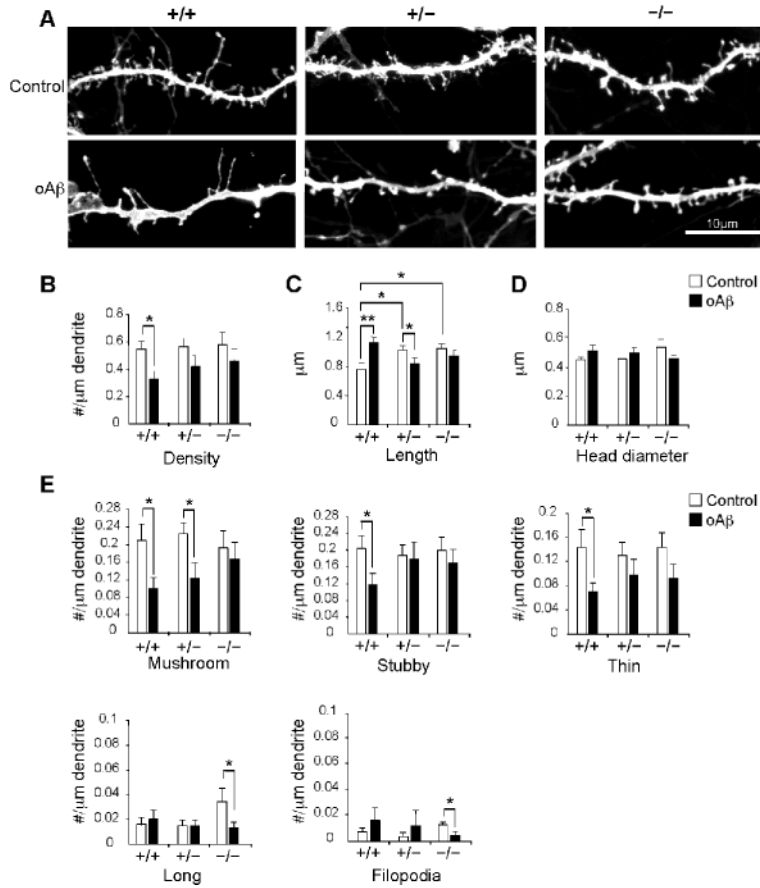 A
+/+ +/− −/−
Control
oAβ
10µm
B
#/µm dendrite
0.8
0.6
0.4
0.2
0
*
+/+ +/− −/−
Density
C
µm
1.6
1.2
0.8
0.4
0
* * ** *
+/+ +/− −/−
Length
D
µm
0.8
0.6
0.4
0.2
0
+/+ +/− −/−
Head diameter
Control
oAβ
E
#/µm dendrite
0.28
0.24
0.2
0.16
0.12
0.08
0.04
0
* *
+/+ +/− −/−
Mushroom
#/µm dendrite
0.28
0.24
0.2
0.16
0.12
0.08
0.04
0
*
+/+ +/− −/−
Stubby
#/µm dendrite
0.2
0.16
0.12
0.08
0.04
0
*
+/+ +/− −/−
Thin
Control
oAβ
#/µm dendrite
0.1
0.08
0.06
0.04
0.02
0
*
+/+ +/− −/−
Long
#/µm dendrite
0.1
0.08
0.06
0.04
0.02
0
*
+/+ +/− −/−
Filopodia